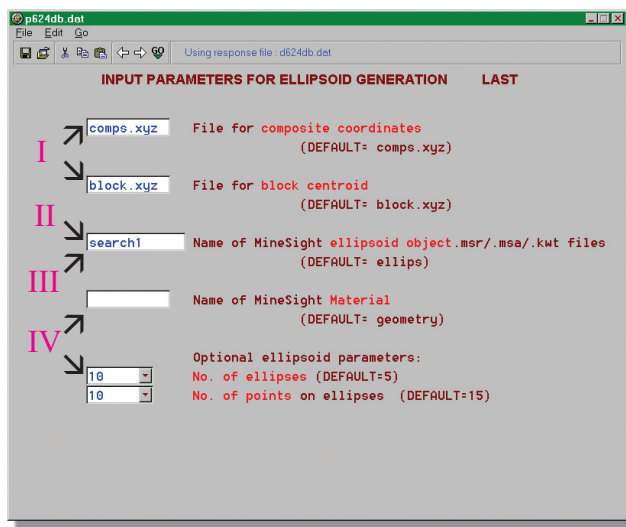 p624db.dat
File Edit Go
GO Using response file : d624db.dat
INPUT PARAMETERS FOR ELLIPSOID GENERATION LAST
I
comps.xyz File for composite coordinates
(DEFAULT= comps.xyz)
block.xyz File for block centroid
(DEFAULT= block.xyz)
II
search1 Name of MineSight ellipsoid object.msr/.msa/.kwt files
(DEFAULT= ellips)
III
Name of MineSight Material
(DEFAULT= geometry)
IV
Optional ellipsoid parameters:
10 No. of ellipses (DEFAULT=5)
10 No. of points on ellipses (DEFAULT=15)